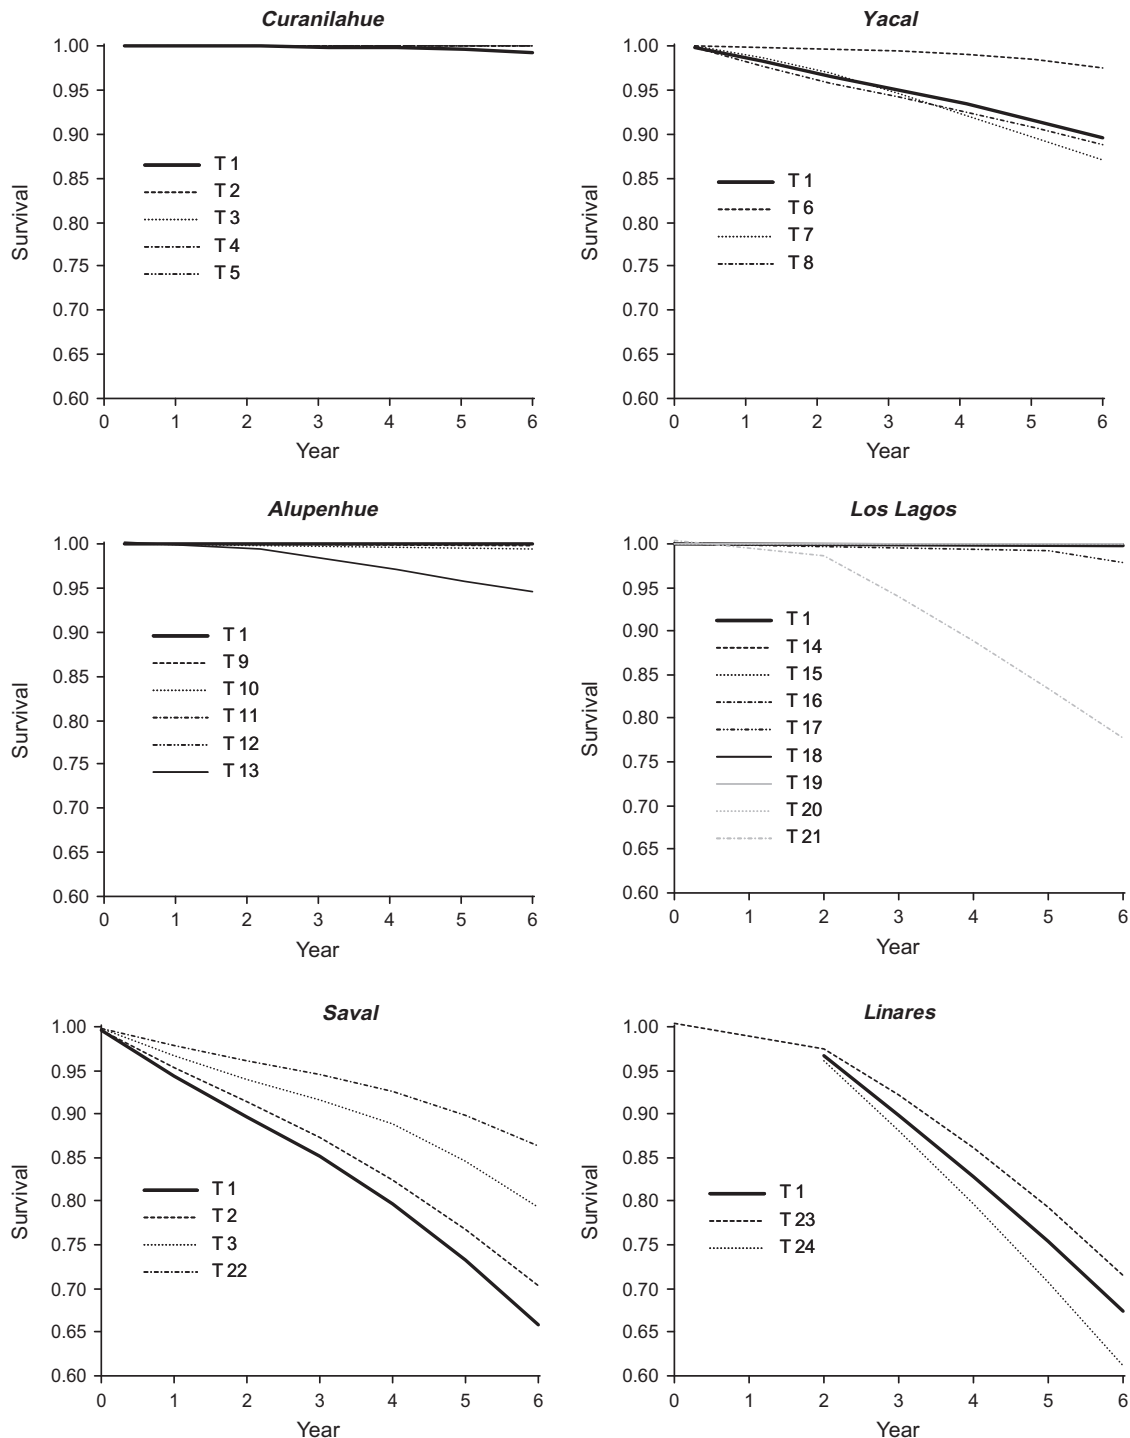 Curanilahue
1.00
0.95
0.90
0.85
0.80
0.75
0.70
0.65
0.60
Survival
T 1
T 2
T 3
T 4
T 5
0 1 2 3 4 5 6
Year
Yacal
1.00
0.95
0.90
0.85
0.80
0.75
0.70
0.65
0.60
Survival
T 1
T 6
T 7
T 8
0 1 2 3 4 5 6
Year
Alupenhue
1.00
0.95
0.90
0.85
0.80
0.75
0.70
0.65
0.60
Survival
T 1
T 9
T 10
T 11
T 12
T 13
0 1 2 3 4 5 6
Year
Los Lagos
1.00
0.95
0.90
0.85
0.80
0.75
0.70
0.65
0.60
Survival
T 1
T 14
T 15
T 16
T 17
T 18
T 19
T 20
T 21
0 1 2 3 4 5 6
Year
Saval
1.00
0.95
0.90
0.85
0.80
0.75
0.70
0.65
0.60
Survival
T 1
T 2
T 3
T 22
0 1 2 3 4 5 6
Year
Linares
1.00
0.95
0.90
0.85
0.80
0.75
0.70
0.65
0.60
Survival
T 1
T 23
T 24
0 1 2 3 4 5 6
Year